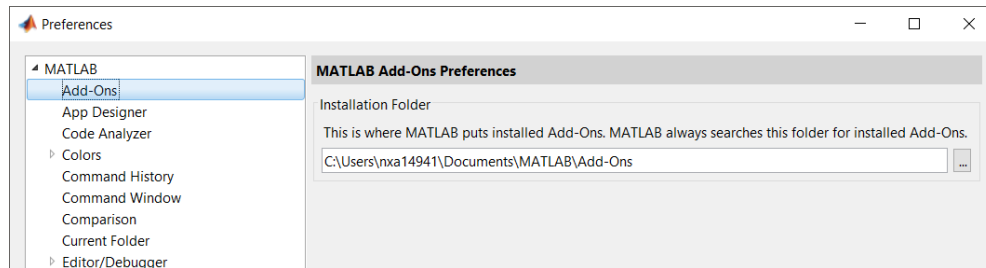 Preferences
MATLAB
Add-Ons
App Designer
Code Analyzer
Colors
Command History
Command Window
Comparison
Current Folder
Editor/Debugger
MATLAB Add-Ons Preferences
Installation Folder
This is where MATLAB puts installed Add-Ons. MATLAB always searches this folder for installed Add-Ons.
C:\Users\nxa14941\Documents\MATLAB\Add-Ons
...